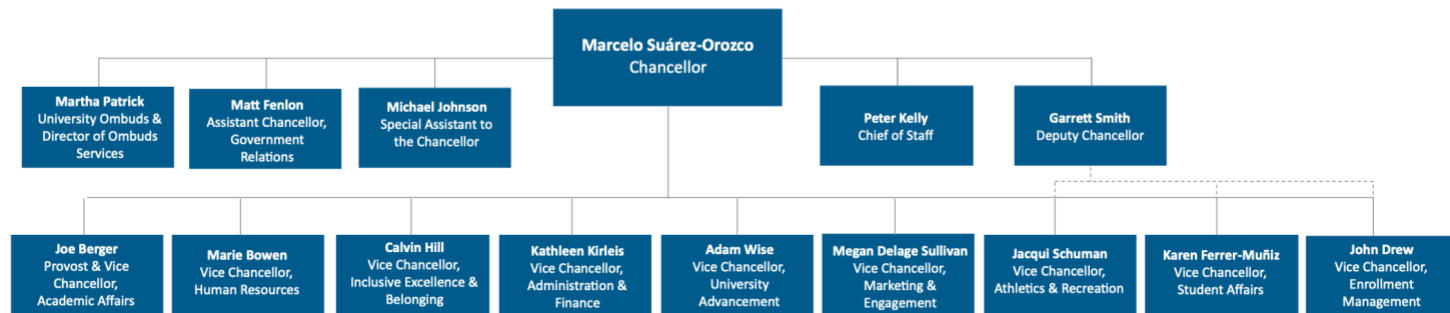 Marcelo Suárez-Orozco
Chancellor
Martha Patrick
University Ombuds &
Director of Ombuds
Services
Matt Fenlon
Assistant Chancellor,
Government
Relations
Michael Johnson
Special Assistant to
the Chancellor
Peter Kelly
Chief of Staff
Garrett Smith
Deputy Chancellor
Joe Berger
Provost & Vice
Chancellor,
Academic Affairs
Marie Bowen
Vice Chancellor,
Human Resources
Calvin Hill
Vice Chancellor,
Inclusive Excellence &
Belonging
Kathleen Kirleis
Vice Chancellor,
Administration &
Finance
Adam Wise
Vice Chancellor,
University
Advancement
Megan Delage Sullivan
Vice Chancellor,
Marketing &
Engagement
Jacqui Schuman
Vice Chancellor,
Athletics & Recreation
Karen Ferrer-Muñiz
Vice Chancellor,
Student Affairs
John Drew
Vice Chancellor,
Enrollment
Management